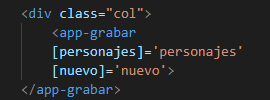 <div class="col">
<app-grabar
[personajes]='personajes'
[nuevo]='nuevo'>
</app-grabar>